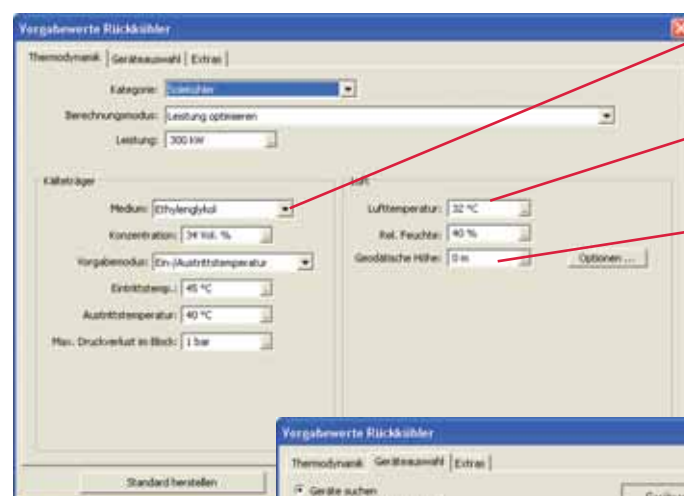 Vorgabewerte Rückkühler
Thermodynamik Geräteauswahl Extras
Kategorie: Solekühler
Berechnungsmodus: Leistung optimieren
Leistung: 300 kW
Kälteträger
Medium: Ethylenglykol
Konzentration: 34 Vol. %
Vorgabemodus: Ein-/Austrittstemperatur
Eintrittstemp.: 45 °C
Austrittstemperatur: 40 °C
Max. Druckverlust im Block: 1 bar
Luft
Lufttemperatur: 32 °C
Rel. Feuchte: 40 %
Geodätische Höhe: 0 m Optionen ...
Standard herstellen
Vorgabewerte Rückkühler
Thermodynamik Geräteauswahl Extras
Geräte suchen